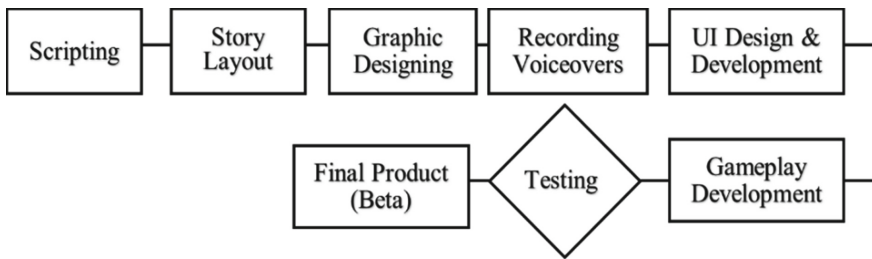 Scripting
Story
Layout
Graphic
Designing
Recording
Voiceovers
UI Design &
Development
Final Product
(Beta)
Testing
Gameplay
Development